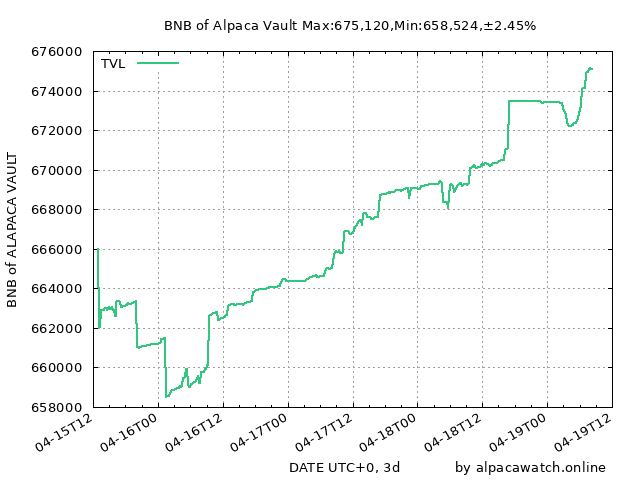 BNB of Alpaca Vault Max:675,120,Min:658,524,±2.45%
TVL
676000
674000
672000
670000
668000
666000
664000
662000
660000
658000
BNB of ALAPACA VAULT
04-15T12
04-16T00
04-16T12
04-17T00
04-17T12
04-18T00
04-18T12
04-19T00
04-19T12
DATE UTC+0, 3d
by alpacawatch.online